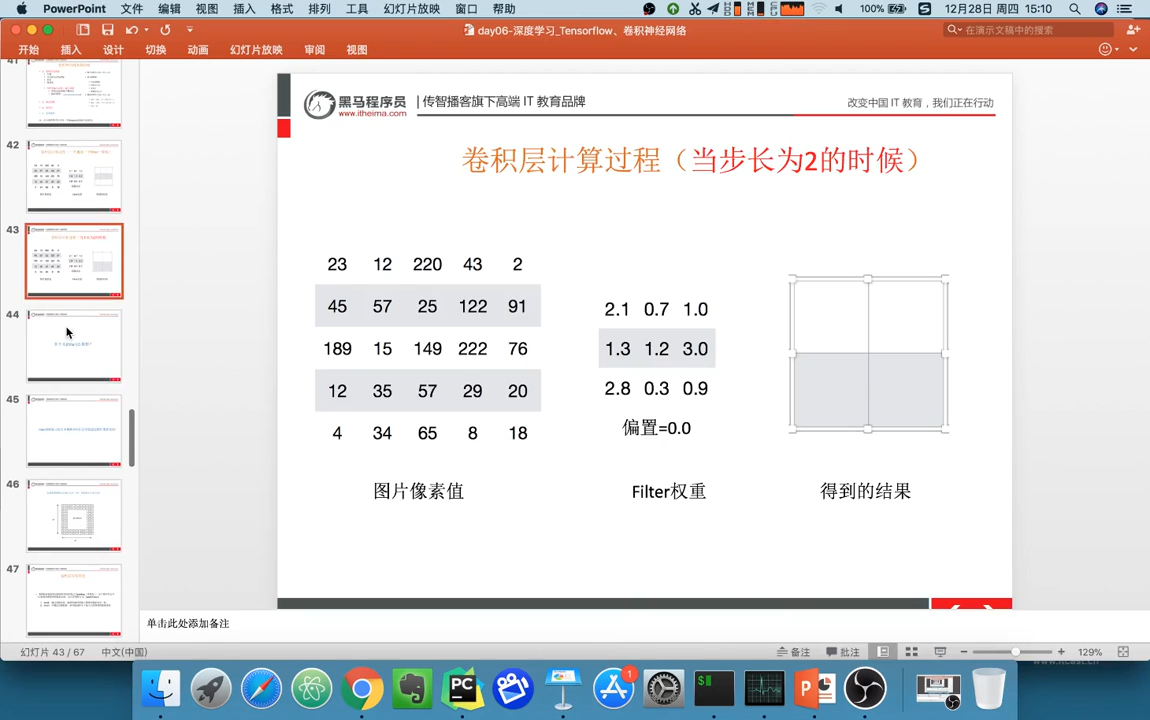 PowerPoint 文件 编辑 视图 插入 格式 排列 工具 幻灯片放映 窗口 帮助 100% 12月28日 周四 15:10
day06-深度学习_Tensorflow、卷积神经网络
在演示文稿中的搜索
开始 插入 设计 切换 动画 幻灯片放映 审阅 视图
41
42
43
44
45
46
47
黑马程序员
www.itheima.com
传智播客旗下高端 IT 教育品牌
改变中国 IT 教育，我们正在行动
卷积层计算过程（当步长为2的时候）
23 12 220 43 2
45 57 25 122 91
189 15 149 222 76
12 35 57 29 20
4 34 65 8 18
图片像素值
2.1 0.7 1.0
1.3 1.2 3.0
2.8 0.3 0.9
偏置=0.0
Filter权重
得到的结果
单击此处添加备注
幻灯片 43 / 67 中文(中国)
备注 批注 129%
PC
1
$